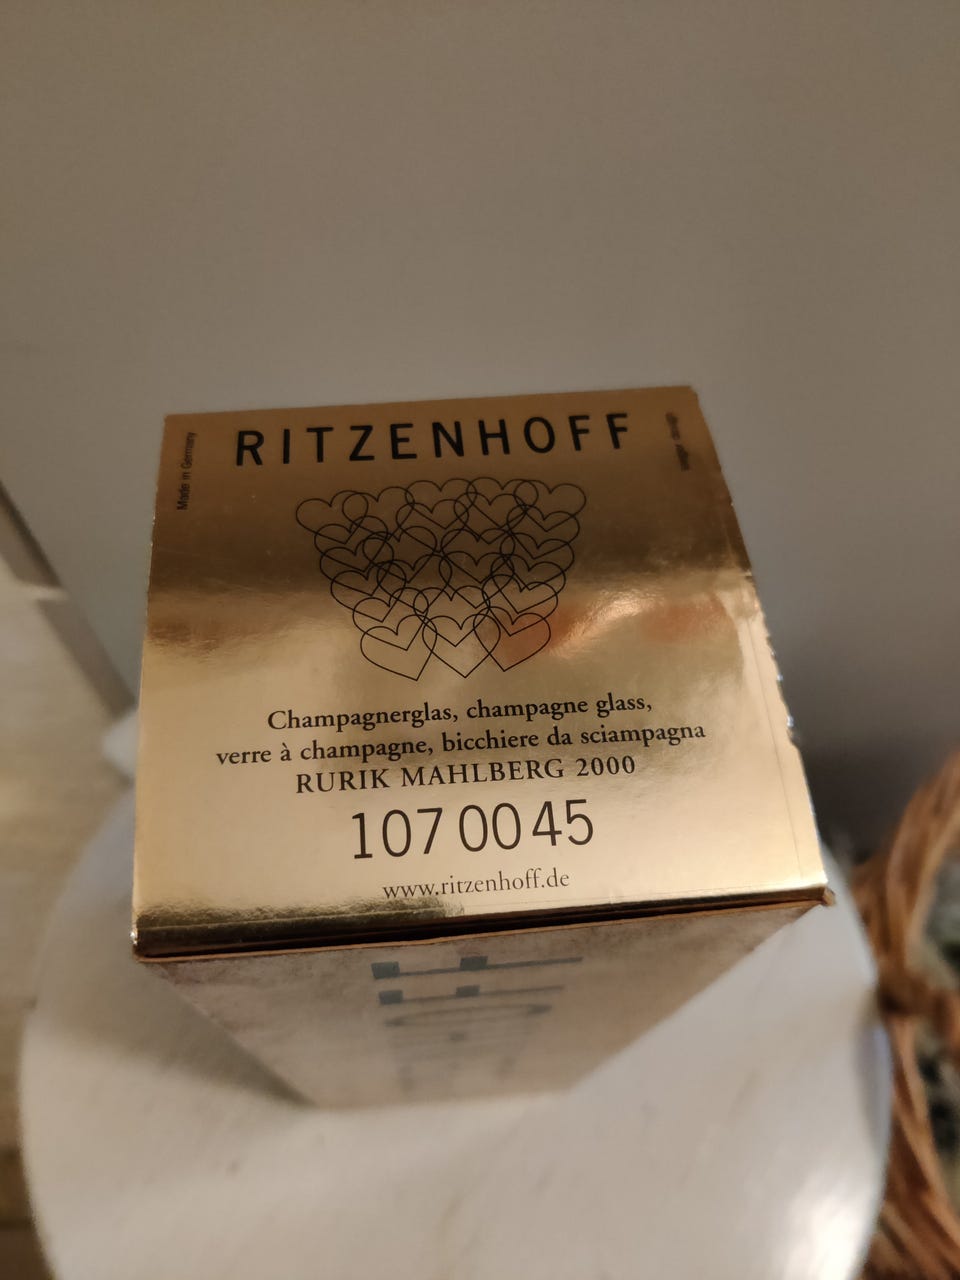 RITZENHOFF
Made in Germany
Champagnerglas, champagne glass,
verre à champagne, bicchiere da sciampagna
RURIK MAHLBERG 2000
107 00 45
www.ritzenhoff.de